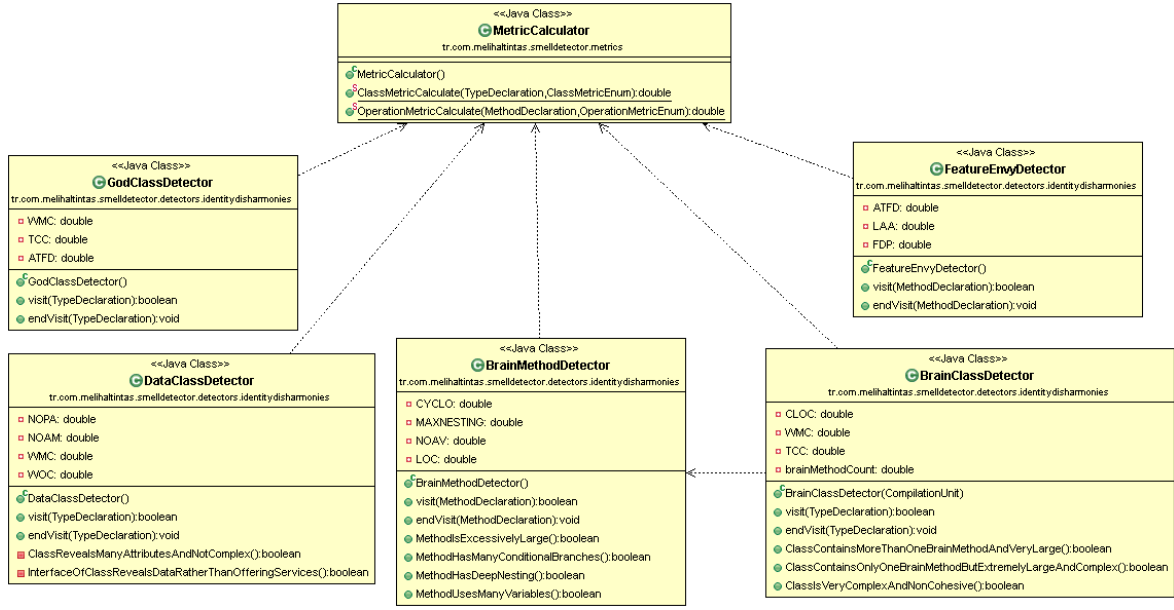 <<Java Class>>
MetricCalculator
tr.com.melihaltintas.smelldetector.metrics
MetricCalculator()
ClassMetricCalculate(TypeDeclaration,ClassMetricEnum):double
OperationMetricCalculate(MethodDeclaration,OperationMetricEnum):double
<<Java Class>>
GodClassDetector
tr.com.melihaltintas.smelldetector.detectors.identitydisharmonies
WMC: double
TCC: double
ATFD: double
GodClassDetector()
visit(TypeDeclaration):boolean
endVisit(TypeDeclaration):void
<<Java Class>>
FeatureEnvyDetector
tr.com.melihaltintas.smelldetector.detectors.identitydisharmonies
ATFD: double
LAA: double
FDP: double
FeatureEnvyDetector()
visit(MethodDeclaration):boolean
endVisit(MethodDeclaration):void
<<Java Class>>
DataClassDetector
tr.com.melihaltintas.smelldetector.detectors.identitydisharmonies
NOPA: double
NOAM: double
WMC: double
WOC: double
DataClassDetector()
visit(TypeDeclaration):boolean
endVisit(TypeDeclaration):void
ClassRevealsManyAttributesAndNotComplex():boolean
InterfaceOfClassRevealsDataRatherThanOfferingServices():boolean
<<Java Class>>
BrainMethodDetector
tr.com.melihaltintas.smelldetector.detectors.identitydisharmonies
CYCLO: double
MAXNESTING: double
NOAV: double
LOC: double
BrainMethodDetector()
visit(MethodDeclaration):boolean
endVisit(MethodDeclaration):void
MethodIsExcessivelyLarge():boolean
MethodHasManyConditionalBranches():boolean
MethodHasDeepNesting():boolean
MethodUsesManyVariables():boolean
<<Java Class>>
BrainClassDetector
tr.com.melihaltintas.smelldetector.detectors.identitydisharmonies
CLOC: double
WMC: double
TCC: double
brainMethodCount: double
BrainClassDetector(CompilationUnit)
visit(TypeDeclaration):boolean
endVisit(TypeDeclaration):void
ClassContainsMoreThanOneBrainMethodAndVeryLarge():boolean
ClassContainsOnlyOneBrainMethodButExtremelyLargeAndComplex():boolean
ClassIsVeryComplexAndNonCohesive():boolean